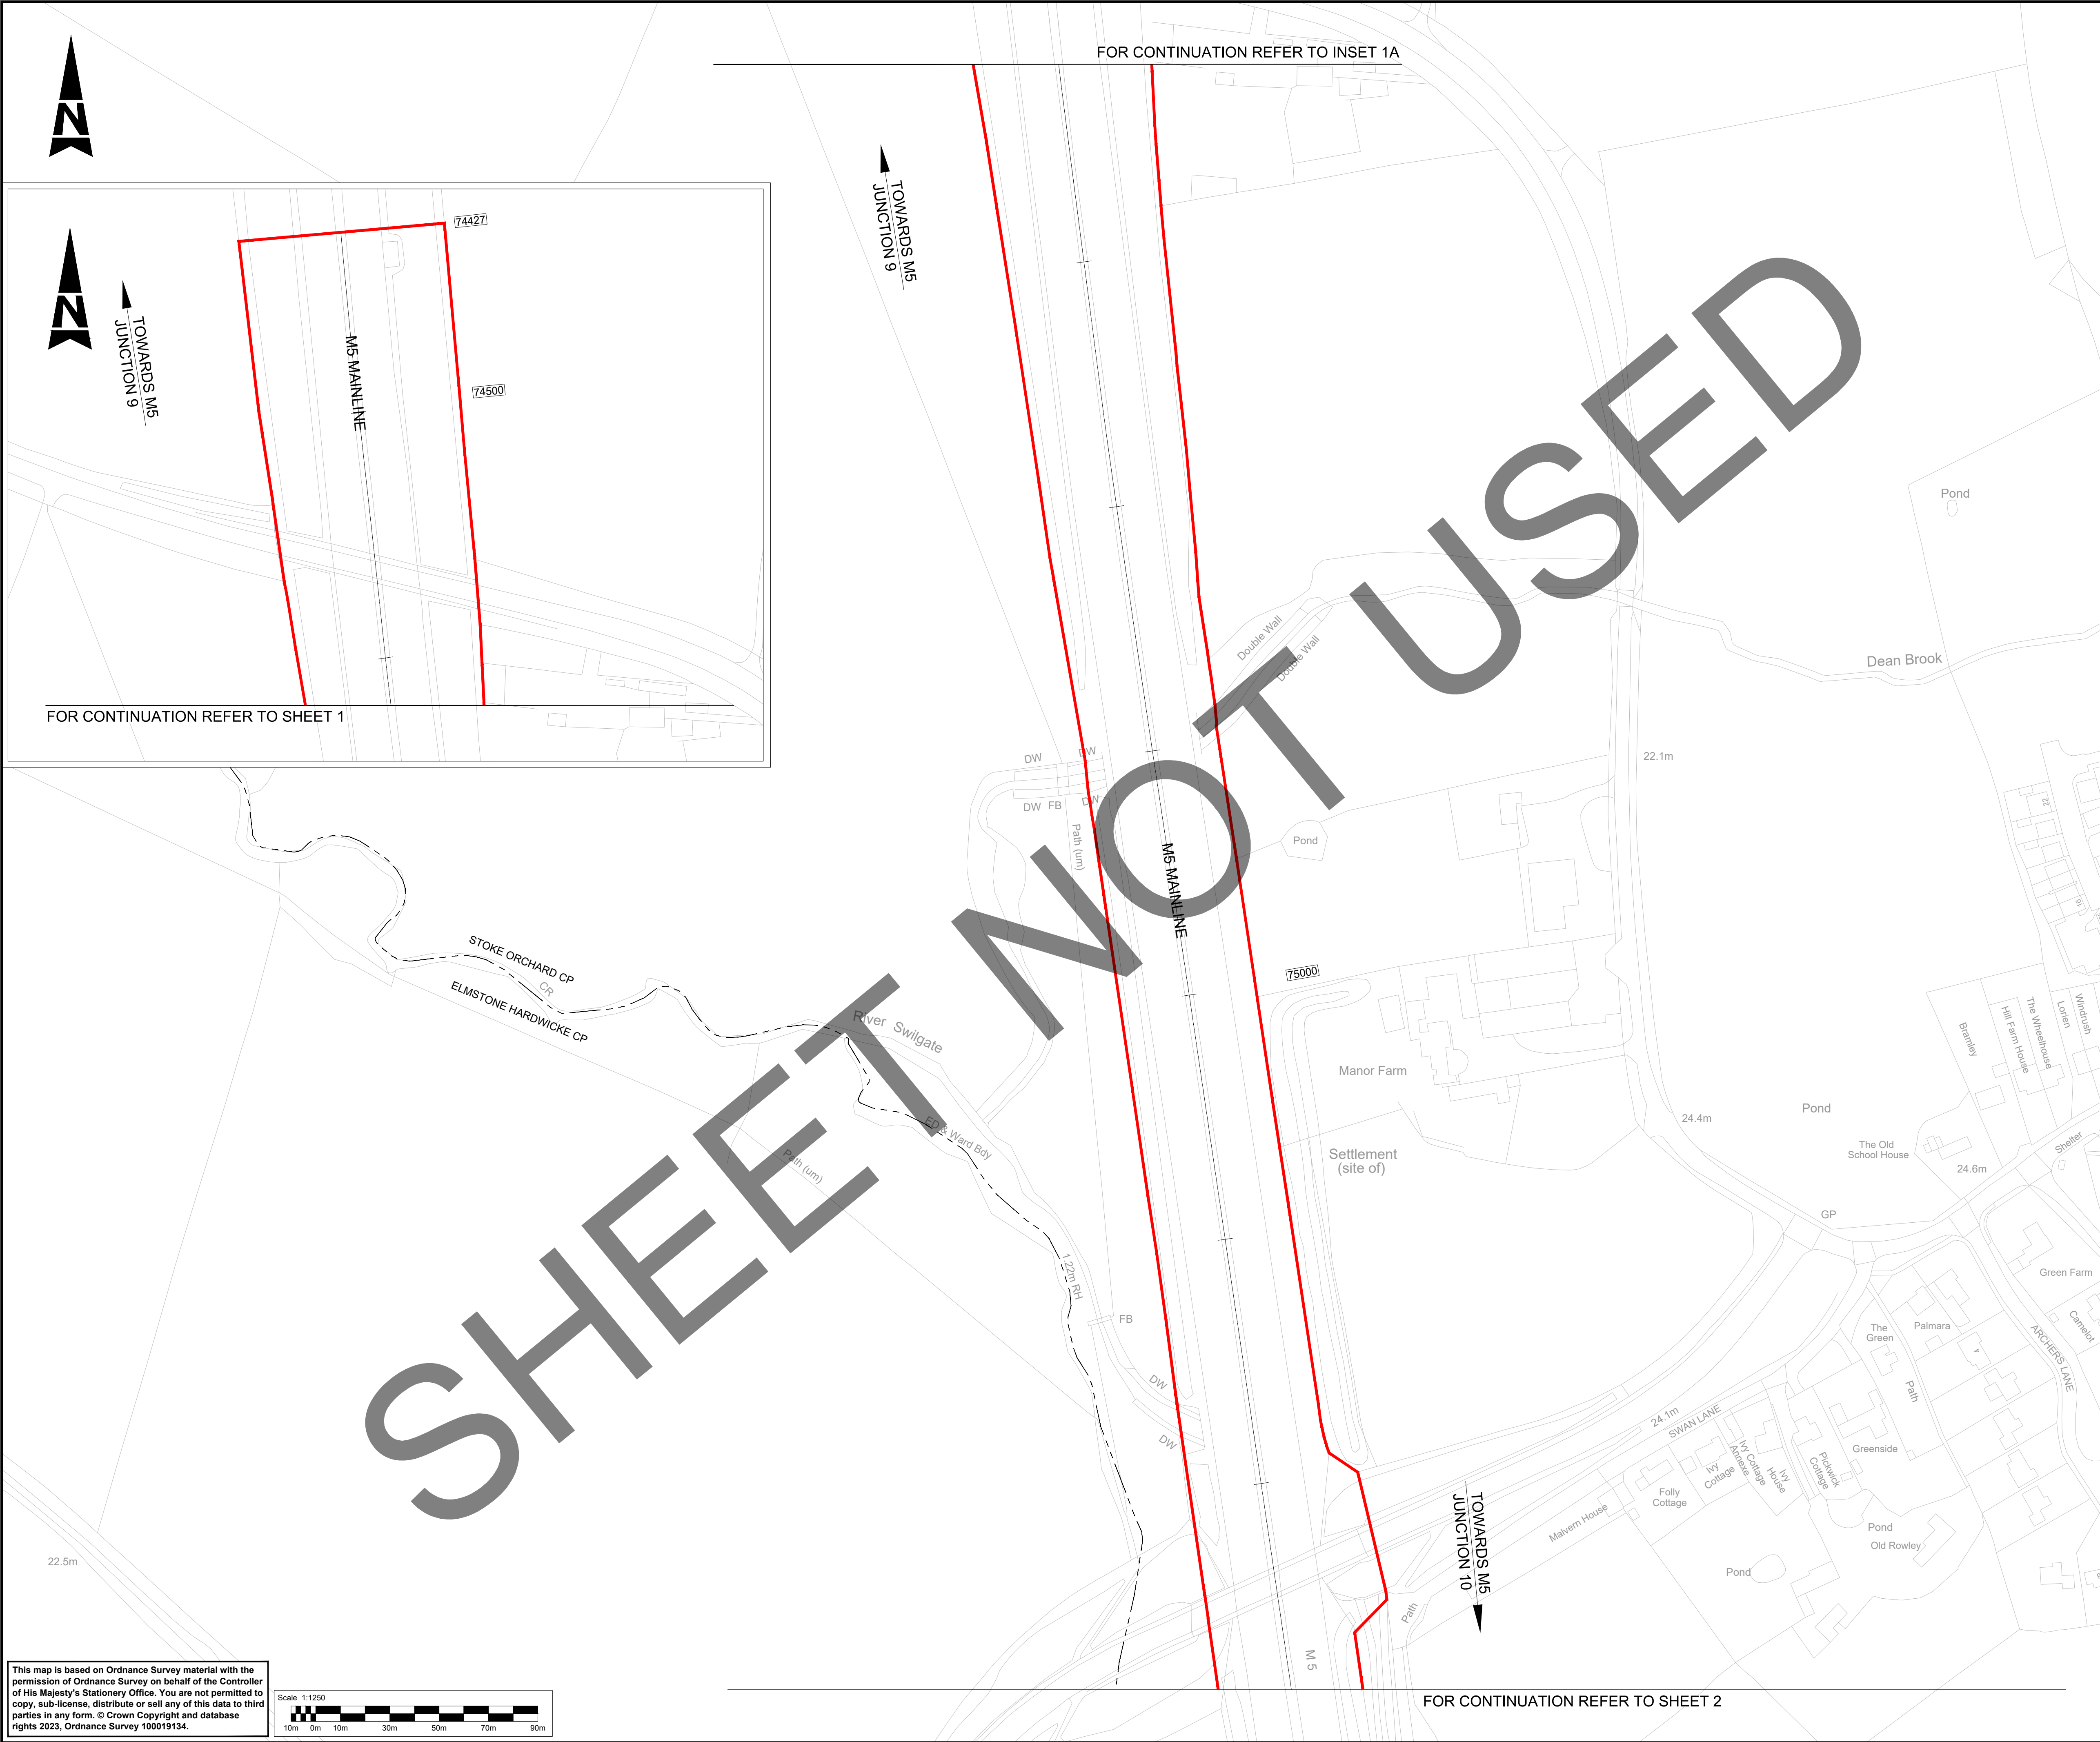 FOR CONTINUATION REFER TO INSET 1A
N
TOWARDS M5
JUNCTION 9
74427
N
TOWARDS M5
JUNCTION 9
M5 MAINLINE
74500
FOR CONTINUATION REFER TO SHEET 1
SHEET NOT USED
Pond
Double Wall
Double Wall
Dean Brook
22.1m
DW
DW
DW
FB
DW
Path (um)
Pond
M5 MAINLINE
22
16
STOKE ORCHARD CP
CR
ELMSTONE HARDWICKE CP
75000
River Swilgate
Manor Farm
Bramley
Hill Farm House
The Wheelhouse
Lorien
Windrush
Pond
24.4m
ED & Ward Bdy
Path (um)
Settlement
(site of)
The Old
School House
Shelter
24.6m
GP
1.22m RH
Green Farm
FB
The
Green
Palmara
4
Camelot
ARCHERS LANE
Path
DW
DW
24.1m
SWAN LANE
Greenside
Ivy
Cottage
Ivy Cottage
Annexe
Ivy
House
Pickwick
Cottage
Folly
Cottage
Malvern House
TOWARDS M5
JUNCTION 10
Pond
Old Rowley
Pond
22.5m
Path
M 5
This map is based on Ordnance Survey material with the
permission of Ordnance Survey on behalf of the Controller
of His Majesty's Stationery Office. You are not permitted to
copy, sub-license, distribute or sell any of this data to third
parties in any form. © Crown Copyright and database
rights 2023, Ordnance Survey 100019134.
Scale 1:1250
10m 0m 10m 30m 50m 70m 90m
FOR CONTINUATION REFER TO SHEET 2